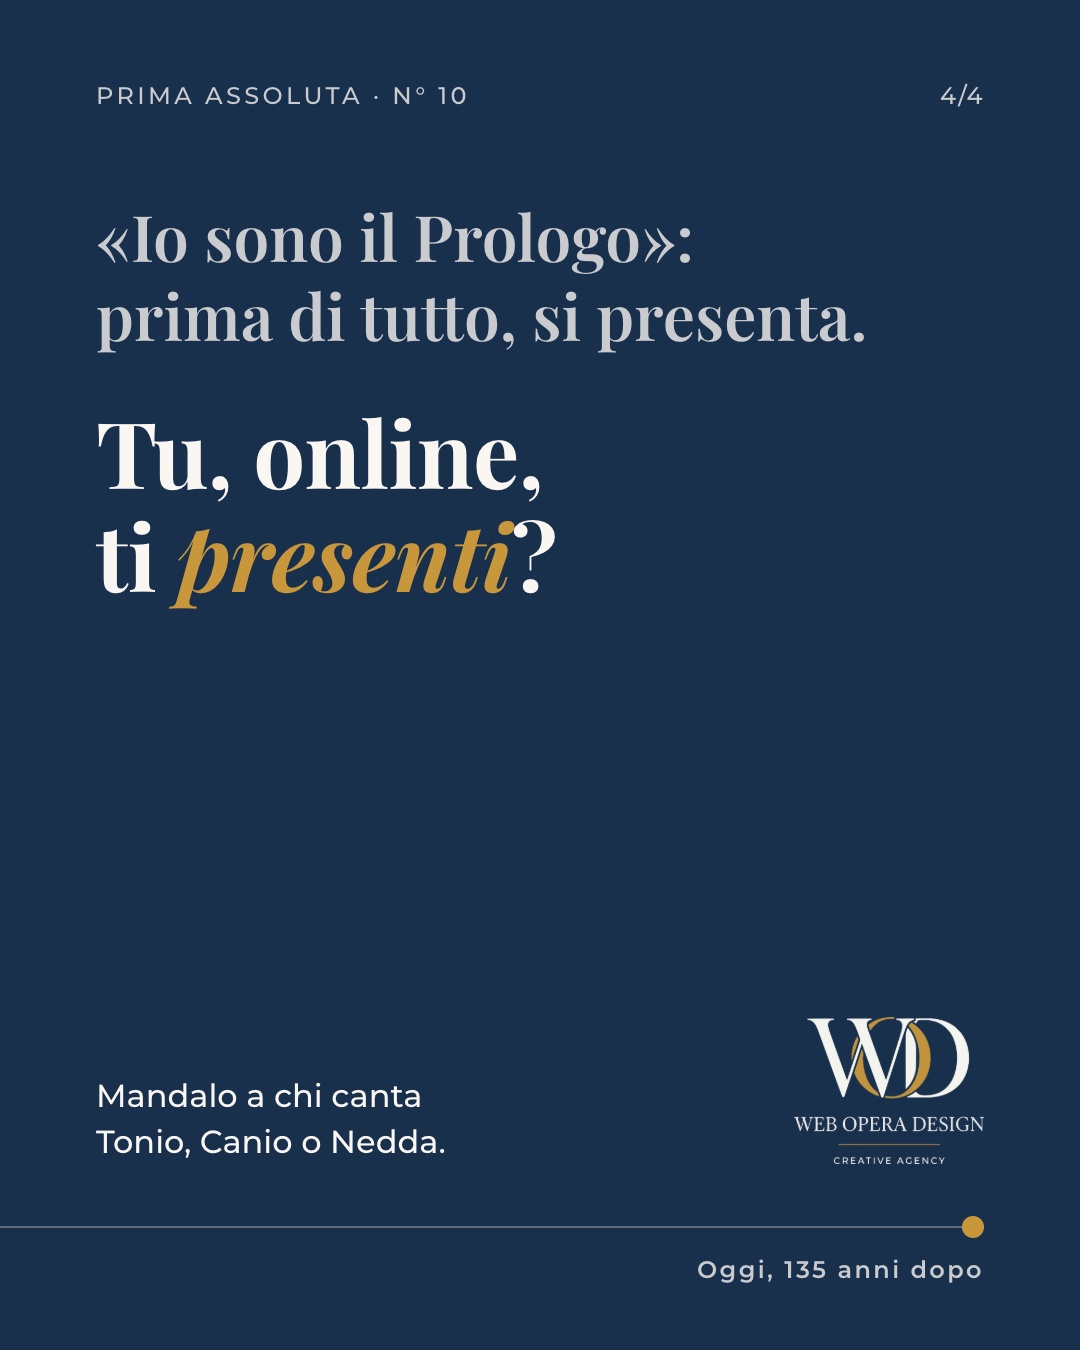 PRIMA ASSOLUTA · N° 10
4/4
«Io sono il Prologo»:
prima di tutto, si presenta.
Tu, online,
ti presenti?
Mandalo a chi canta
Tonio, Canio o Nedda.
WOD
WEB OPERA DESIGN
CREATIVE AGENCY
Oggi, 135 anni dopo